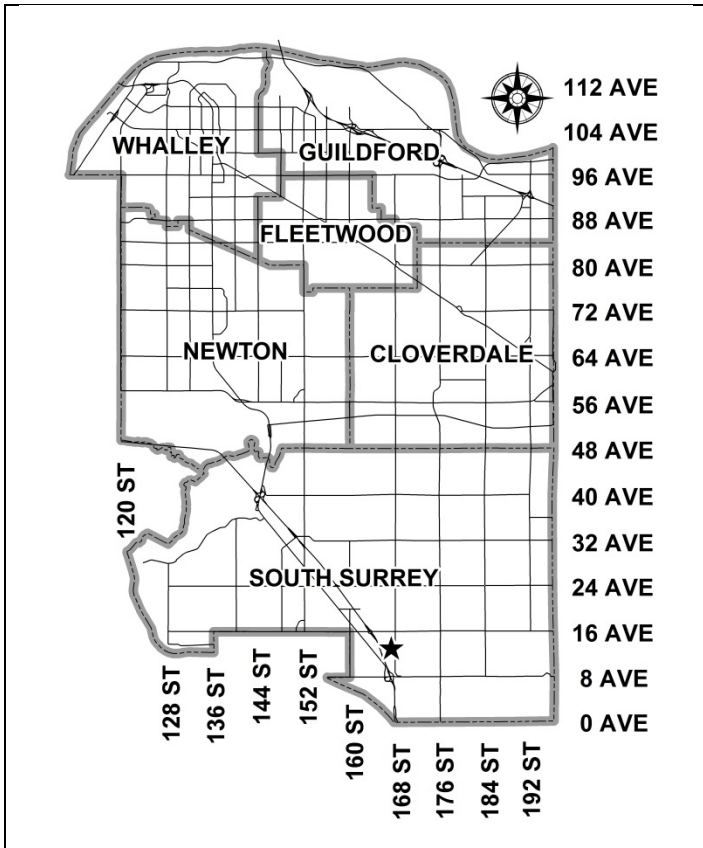 112 AVE
104 AVE
WHALLEY
GUILDFORD
96 AVE
88 AVE
FLEETWOOD
80 AVE
72 AVE
NEWTON
CLOVERDALE
64 AVE
56 AVE
48 AVE
120 ST
40 AVE
32 AVE
SOUTH SURREY
24 AVE
16 AVE
128 ST
136 ST
144 ST
152 ST
160 ST
8 AVE
0 AVE
168 ST
176 ST
184 ST
192 ST